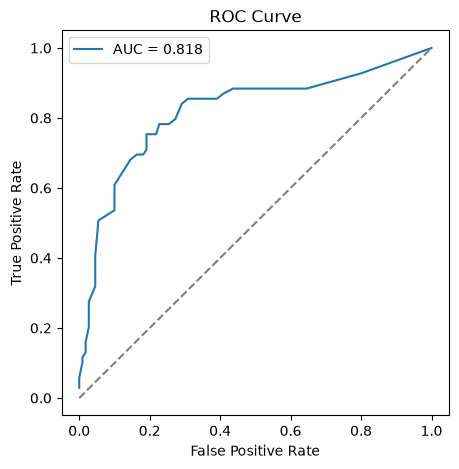 ROC Curve
AUC = 0.818
True Positive Rate
1.0
0.8
0.6
0.4
0.2
0.0
0.0 0.2 0.4 0.6 0.8 1.0
False Positive Rate